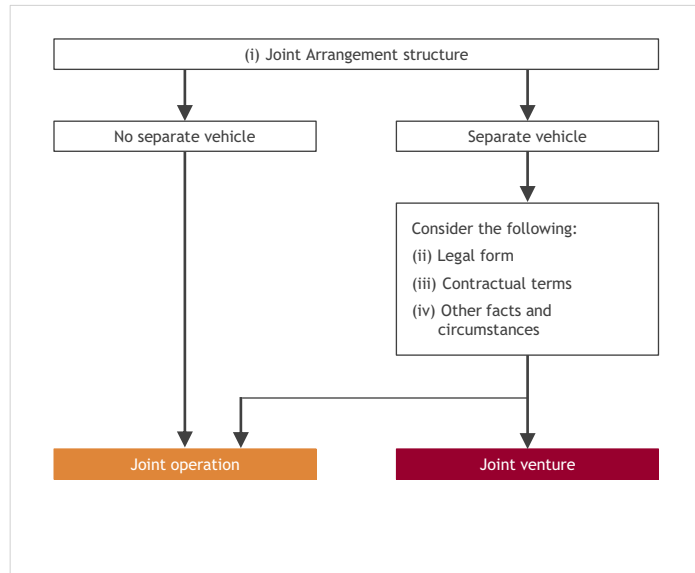 (i) Joint Arrangement structure
No separate vehicle
Separate vehicle
Consider the following:
(ii) Legal form
(iii) Contractual terms
(iv) Other facts and
circumstances
Joint operation
Joint venture